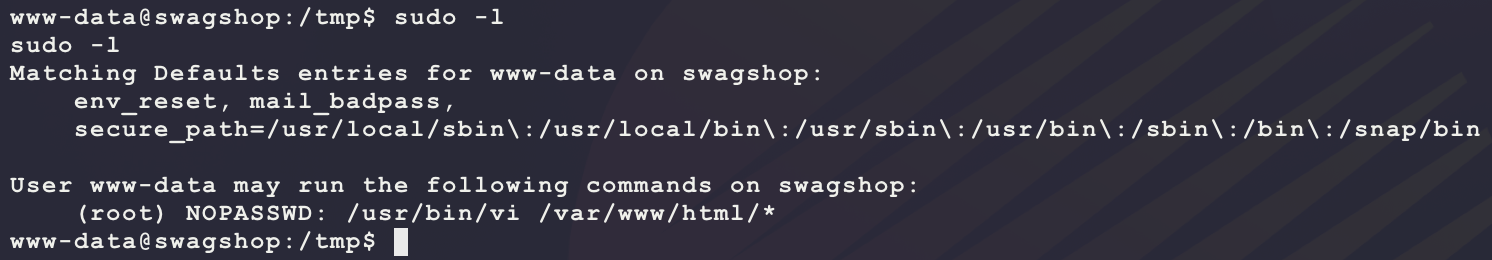 www-data@swagshop:/tmp$ sudo -l
sudo -l
Matching Defaults entries for www-data on swagshop:
    env_reset, mail_badpass,
    secure_path=/usr/local/sbin\:/usr/local/bin\:/usr/sbin\:/usr/bin\:/sbin\:/bin\:/snap/bin

User www-data may run the following commands on swagshop:
    (root) NOPASSWD: /usr/bin/vi /var/www/html/*
www-data@swagshop:/tmp$